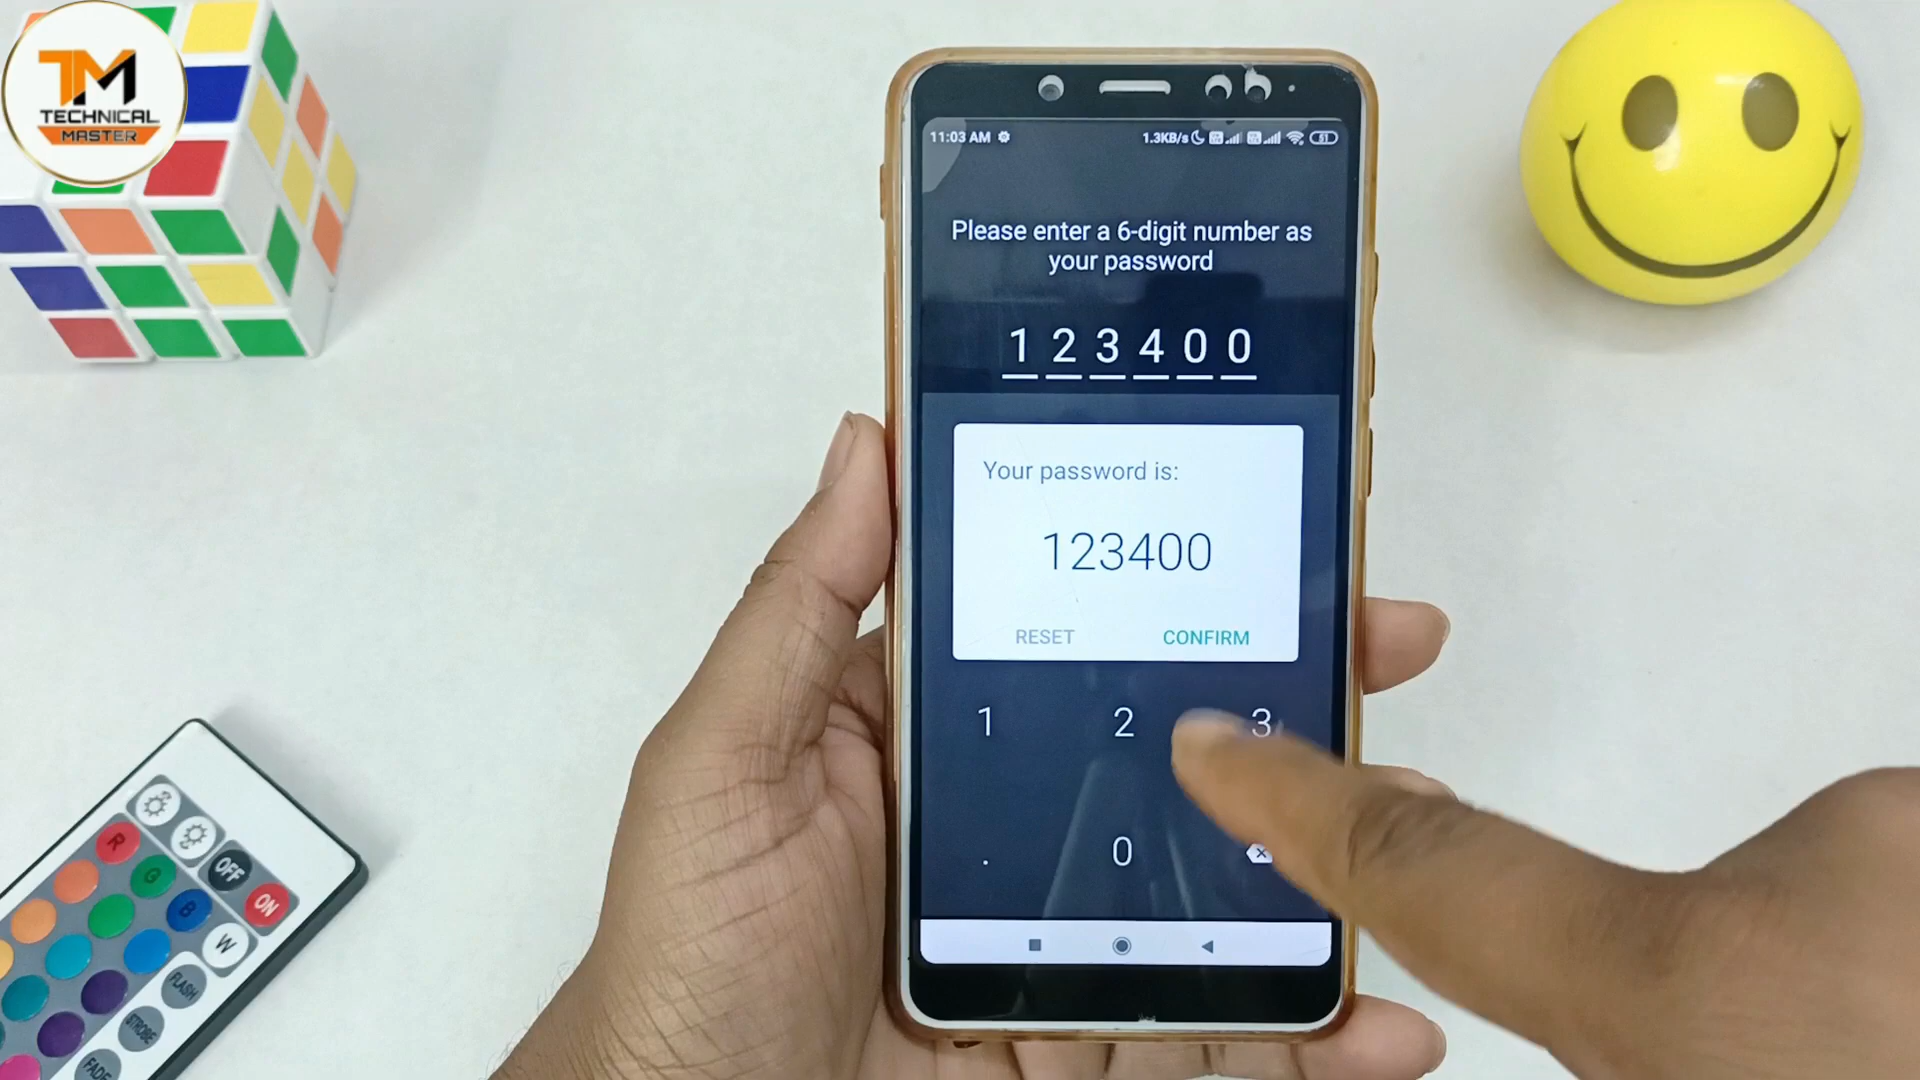 TM
TECHNICAL
MASTER
11:03 AM
1.3KB/s
51
Please enter a 6-digit number as
your password
1 2 3 4 0 0
Your password is:
123400
RESET
CONFIRM
1 2 3
. 0
OFF
ON
R
G
B
W
FLASH
STROBE
FADE